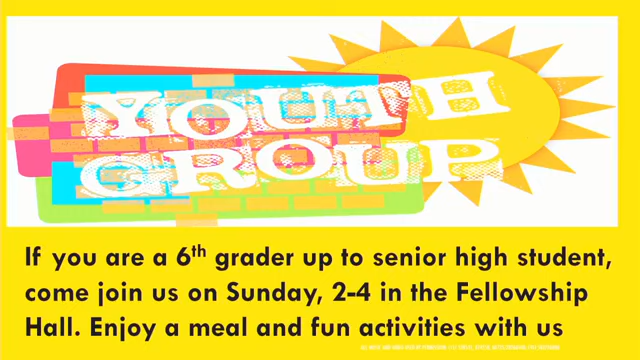 YOUTH
GROUP
If you are a 6th grader up to senior high student,
come join us on Sunday, 2-4 in the Fellowship
Hall. Enjoy a meal and fun activities with us